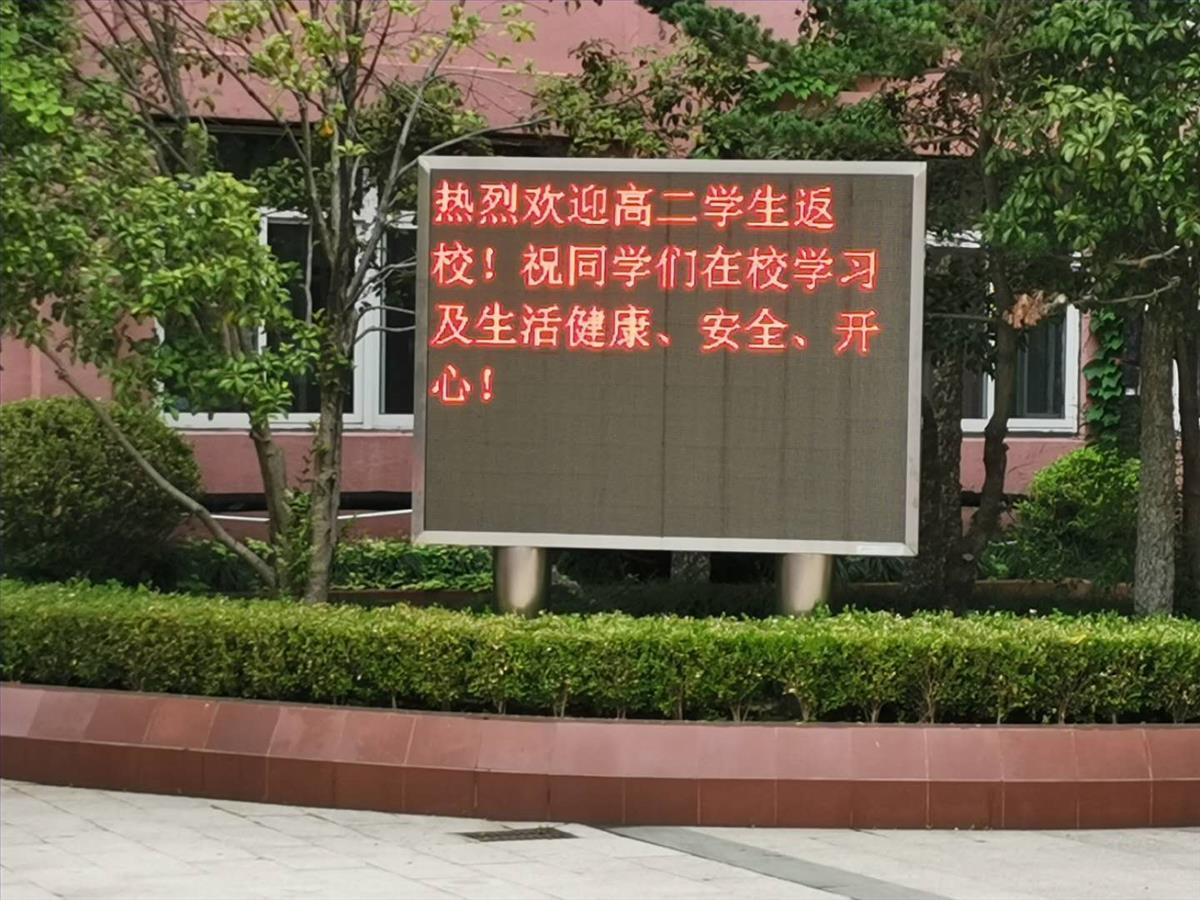 热烈欢迎高二学生返
校！祝同学们在校学习
及生活健康、安全、开
心！